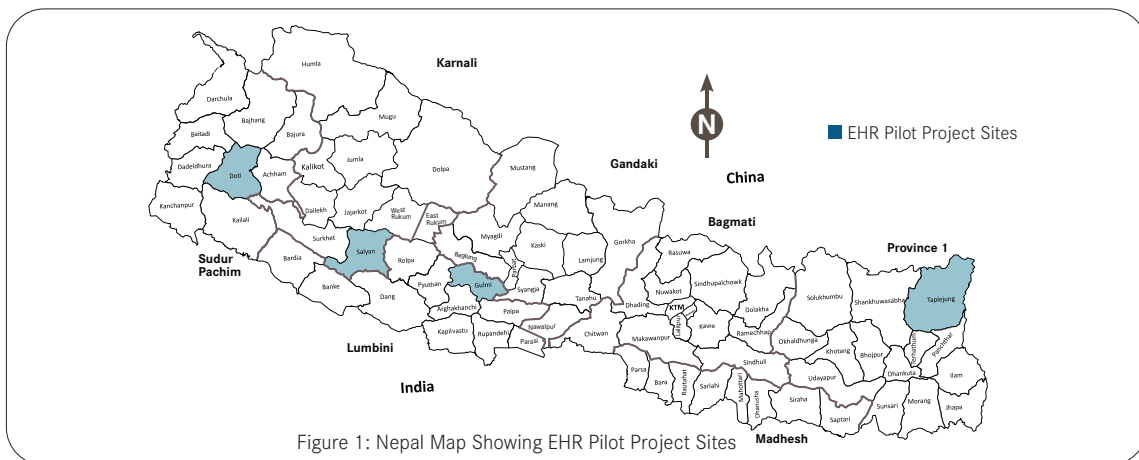 Karnali
Humla
Darchula
Bajhang
Mugu
Baitadi
Bajura
N
EHR Pilot Project Sites
Dadeldhura
Doti
Achham
Kalikot
Jumla
Dolpa
Mustang
Gandaki
China
Kanchanpur
Kailali
Dailekh
Jajarkot
West
Rukum
East
Rukum
Manang
Bagmati
Sudur
Pachim
Surkhet
Salyan
Rolpa
Myagdi
Kaski
Lamjung
Gorkha
Rasuwa
Province 1
Bardia
Banke
Dang
Pyuthan
Baglung
Gulmi
Parbat
Syangja
Tanahu
Dhading
Nuwakot
Sindhupalchowk
Dolakha
Solukhumbu
Shankhuwasabha
Taplejung
Lumbini
Arghakhanchi
Palpa
Nawalpur
Chitwan
KTM
Lalitpur
Kavre
Ramechhap
Okhaldhunga
Khotang
Bhojpur
Terhathum
Panchthar
Kapilvastu
Rupandehi
Parasi
Makawanpur
Sindhuli
Udayapur
Dhankuta
Ilam
India
Parsa
Bara
Rautahat
Sarlahi
Mahottari
Dhanusha
Siraha
Saptari
Sunsari
Morang
Jhapa
Madhesh
Figure 1: Nepal Map Showing EHR Pilot Project Sites